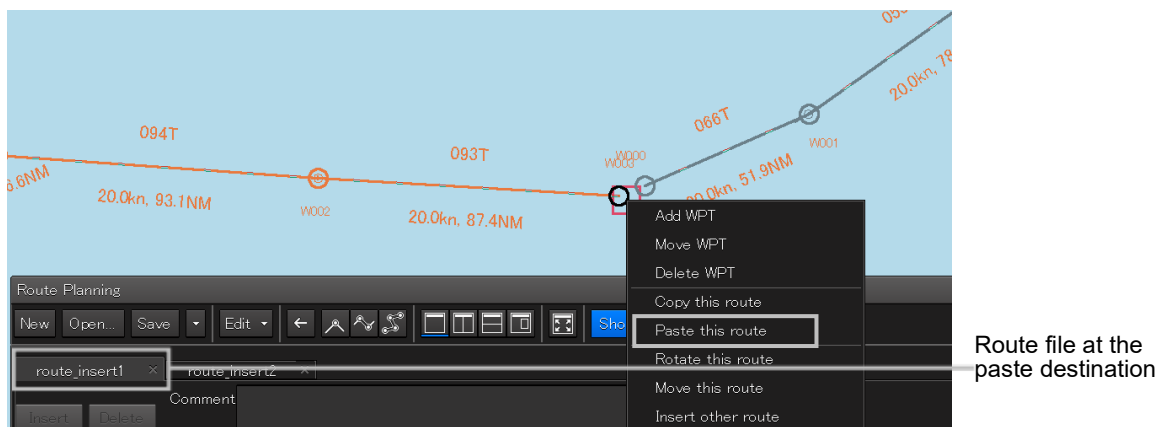 05
20.0kn, 78
066T
W001
094T
093T
W000
W003
6.6NM
51.9NM
20.0kn, 93.1NM
W002
20.0kn, 87.4NM
Add WPT
Move WPT
Delete WPT
Route Planning
Copy this route
New Open... Save Edit Sho
Paste this route
Route file at the
paste destination
route_insert1 × route_insert2 ×
Rotate this route
Comment
Move this route
Insert Delete
Insert other route